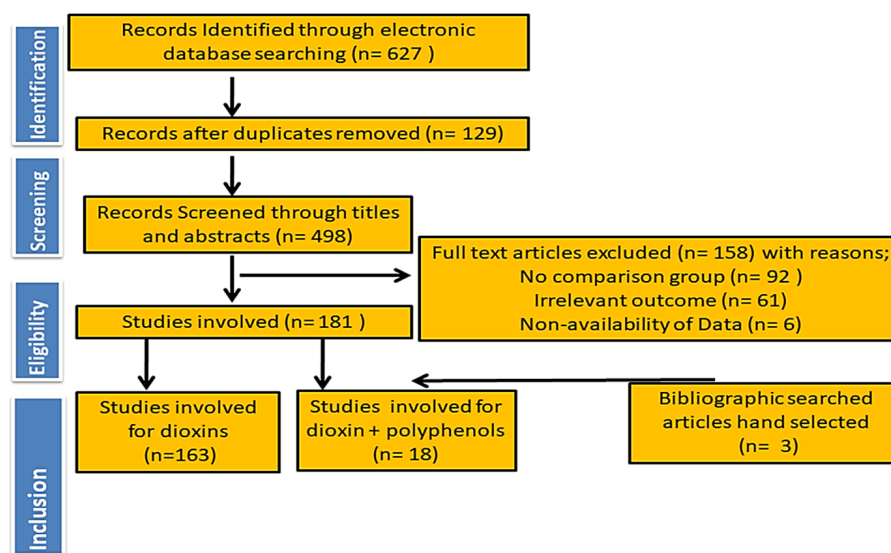 Identification
Records Identified through electronic
database searching (n= 627 )
Records after duplicates removed (n= 129)
Screening
Records Screened through titles
and abstracts (n= 498)
Full text articles excluded (n= 158) with reasons;
No comparison group (n= 92 )
Irrelevant outcome (n= 61)
Non-availability of Data (n= 6)
Eligibility
Studies involved (n= 181 )
Inclusion
Studies involved
for dioxins
(n=163)
Studies involved for
dioxin + polyphenols
(n= 18)
Bibliographic searched
articles hand selected
(n= 3)